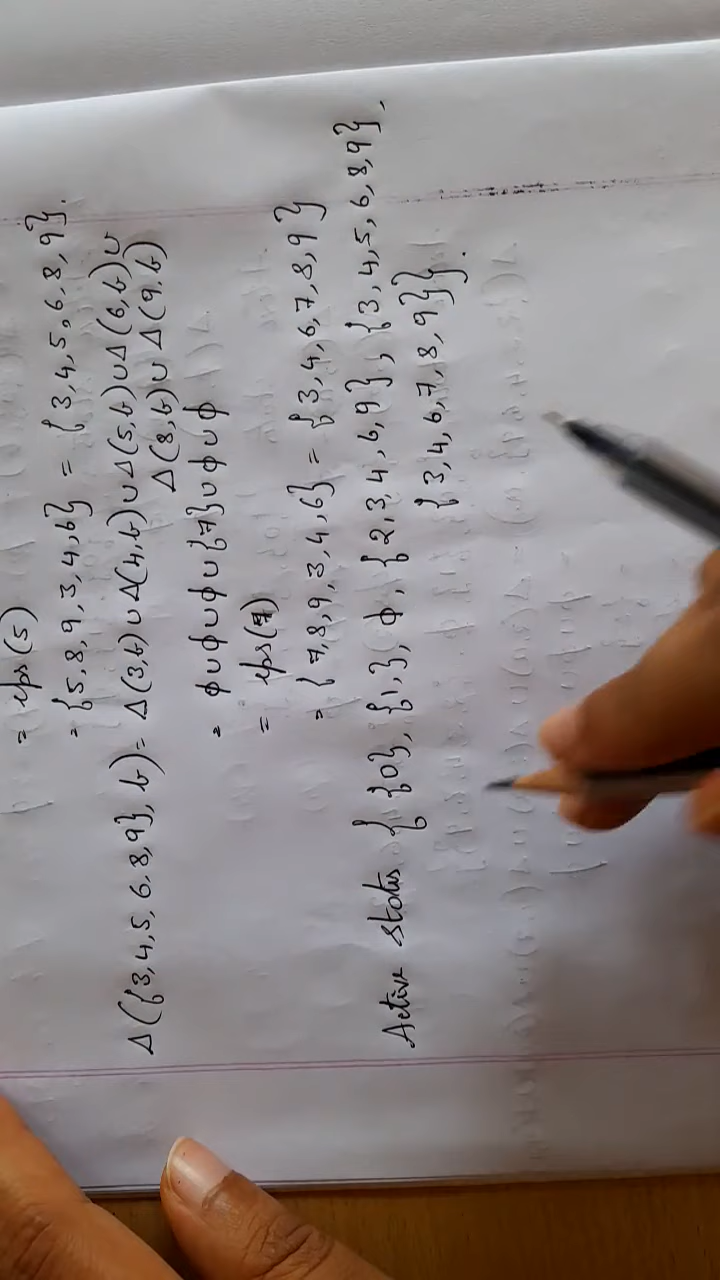 = eps(5)
= {5,8,9,3,4,6} = {3,4,5,6,8,9}.
Δ({3,4,5,6,8,9},b) = Δ(3,b)∪Δ(4,b)∪Δ(5,b)∪Δ(6,b)∪
Δ(8,b)∪Δ(9,b)
= ϕ∪ϕ∪ϕ∪{7}∪ϕ∪ϕ
= eps(7)
= {7,8,9,3,4,6} = {3,4,6,7,8,9}
Active states { {0}, {1,}, ϕ, {2,3,4,6,9}, {3,4,5,6,8,9},
{3,4,6,7,8,9}}.